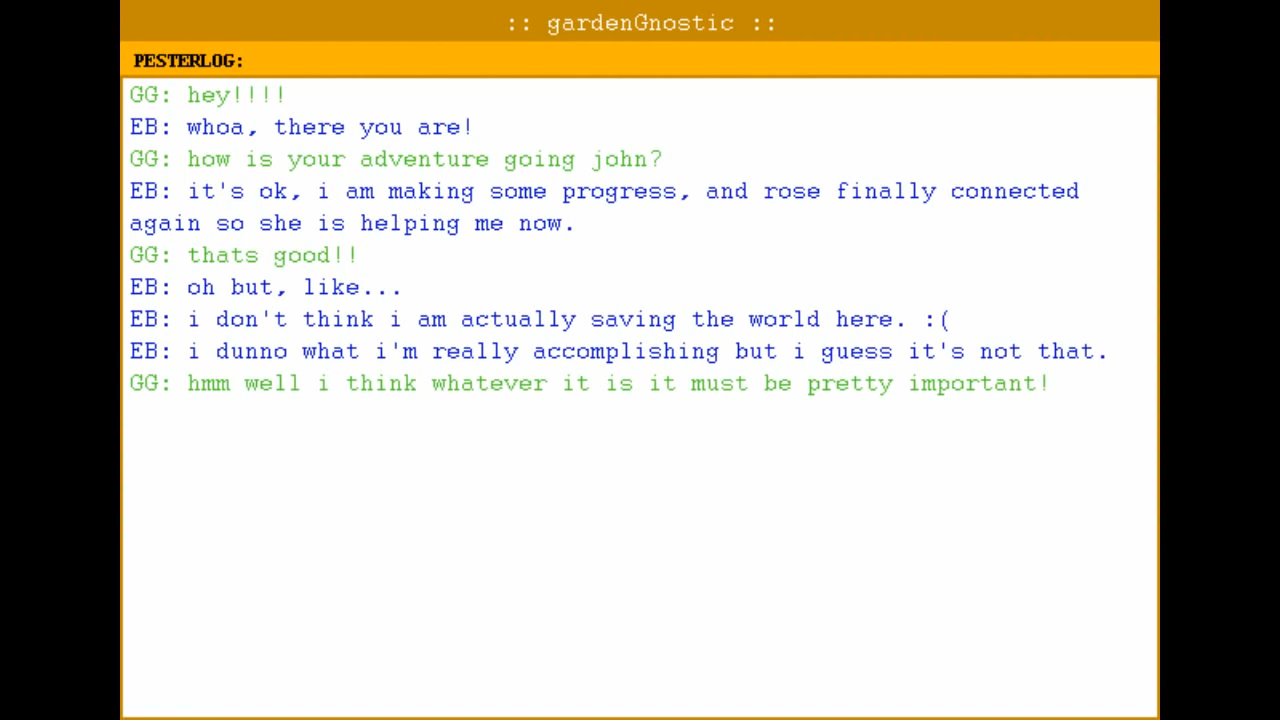 :: gardenGnostic ::
PESTERLOG:
GG: hey!!!!
EB: whoa, there you are!
GG: how is your adventure going john?
EB: it's ok, i am making some progress, and rose finally connected
again so she is helping me now.
GG: thats good!!
EB: oh but, like...
EB: i don't think i am actually saving the world here. :(
EB: i dunno what i'm really accomplishing but i guess it's not that.
GG: hmm well i think whatever it is it must be pretty important!